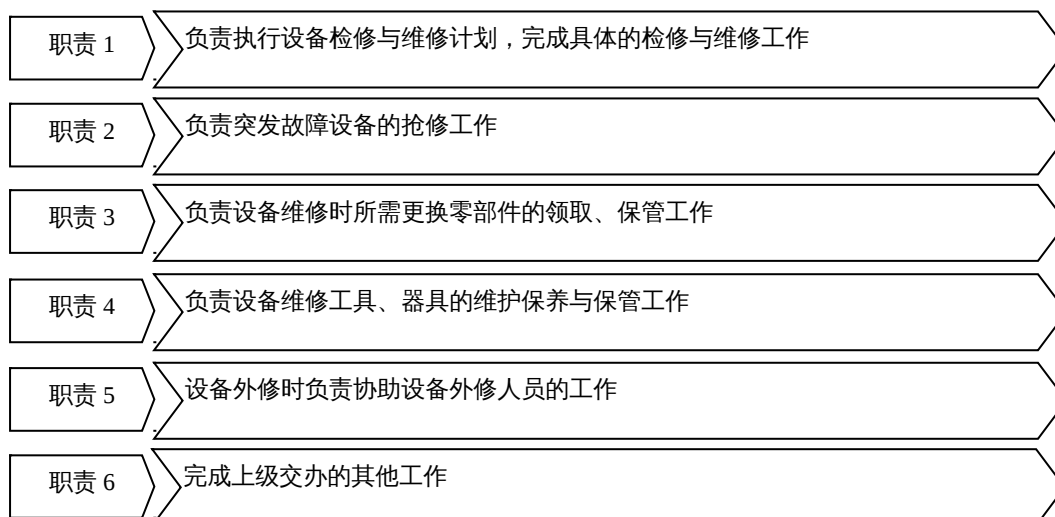 职责 1
负责执行设备检修与维修计划，完成具体的检修与维修工作
职责 2
负责突发故障设备的抢修工作
职责 3
负责设备维修时所需更换零部件的领取、保管工作
职责 4
负责设备维修工具、器具的维护保养与保管工作
职责 5
设备外修时负责协助设备外修人员的工作
职责 6
完成上级交办的其他工作